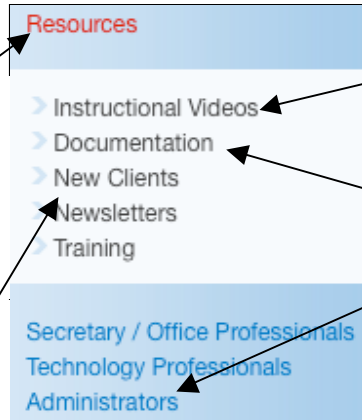 Resources
Instructional Videos
Documentation
New Clients
Newsletters
Training
Secretary / Office Professionals
Technology Professionals
Administrators